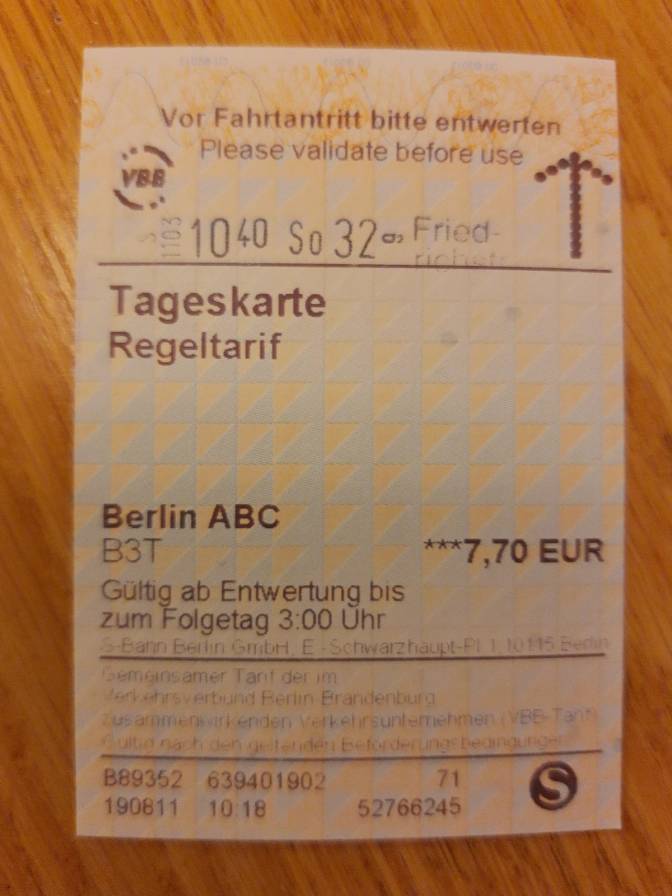 Vor Fahrtantritt bitte entwerten
Please validate before use
VBB
S 1103 1040 So 32 Fried-
richstr
Tageskarte
Regeltarif
Berlin ABC
B3T ***7,70 EUR
Gültig ab Entwertung bis
zum Folgetag 3:00 Uhr
S-Bahn Berlin GmbH, E.-Schwarzhaupt-Pl.1,10115 Berlin
Gemeinsamer Tarif der im
Verkehrsverbund Berlin-Brandenburg
zusammenwirkenden Verkehrsunternehmen (VBB-Tarif)
Gültig nach den geltenden Beförderungsbedingungen
B89352 639401902 71
190811 10:18 52766245
S